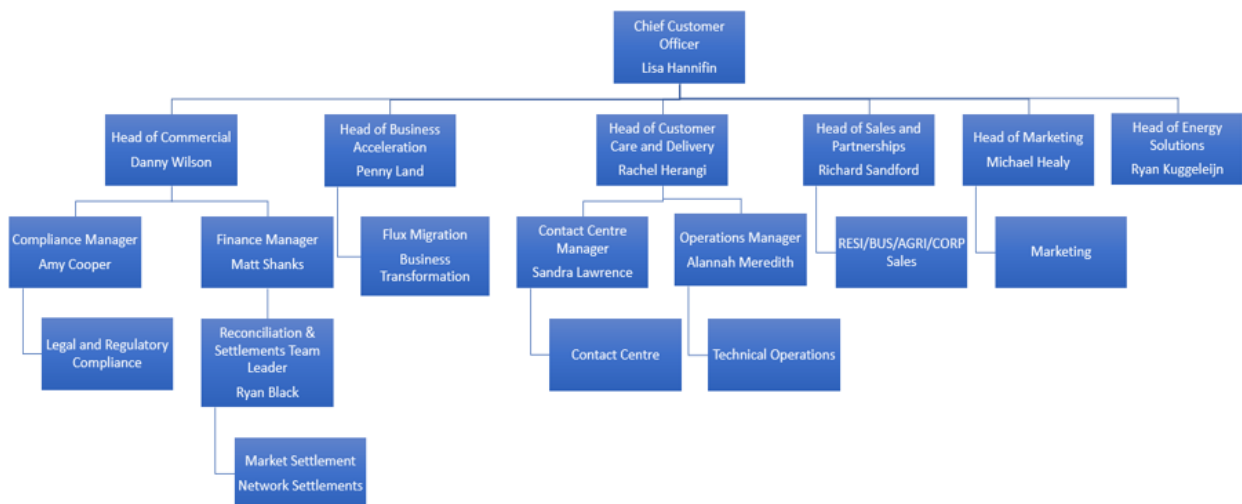 Chief Customer
Officer
Lisa Hannifin
Head of Commercial
Danny Wilson
Head of Business
Acceleration
Penny Land
Head of Customer
Care and Delivery
Rachel Herangi
Head of Sales and
Partnerships
Richard Sandford
Head of Marketing
Michael Healy
Head of Energy
Solutions
Ryan Kuggeleijn
Compliance Manager
Amy Cooper
Finance Manager
Matt Shanks
Flux Migration
Business
Transformation
Contact Centre
Manager
Sandra Lawrence
Operations Manager
Alannah Meredith
RESI/BUS/AGRI/CORP
Sales
Marketing
Legal and Regulatory
Compliance
Reconciliation &
Settlements Team
Leader
Ryan Black
Contact Centre
Technical Operations
Market Settlement
Network Settlements